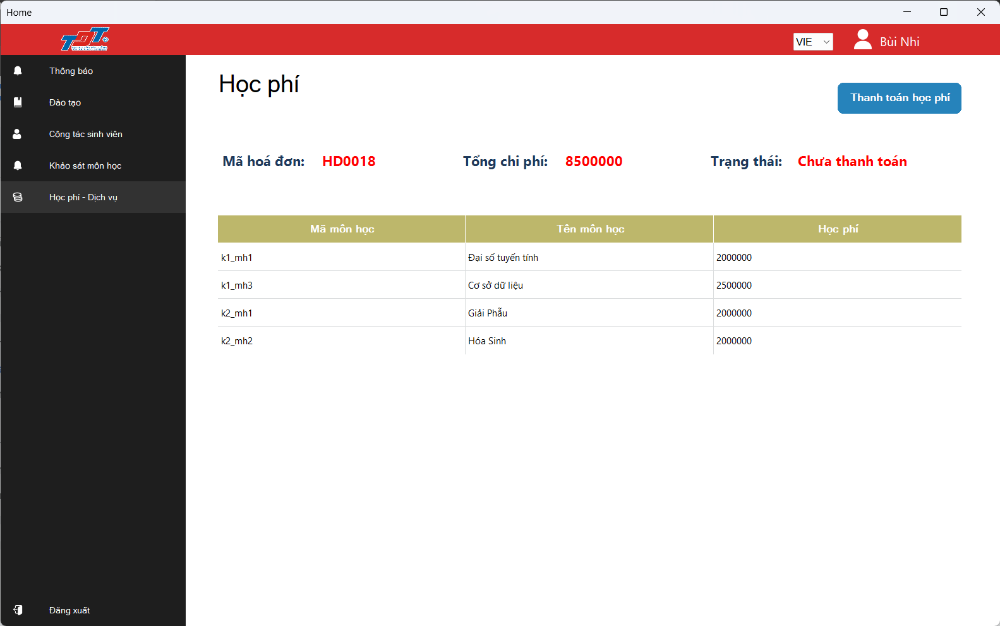 Home
TDT
VIE
Bùi Nhi
Thông báo
Đào tạo
Công tác sinh viên
Khảo sát môn học
Học phí - Dịch vụ
Đăng xuất
Học phí
Thanh toán học phí
Mã hoá đơn: HD0018 Tổng chi phí: 8500000 Trạng thái: Chưa thanh toán
Mã môn học Tên môn học Học phí
k1_mh1 Đại số tuyến tính 2000000
k1_mh3 Cơ sở dữ liệu 2500000
k2_mh1 Giải Phẫu 2000000
k2_mh2 Hóa Sinh 2000000